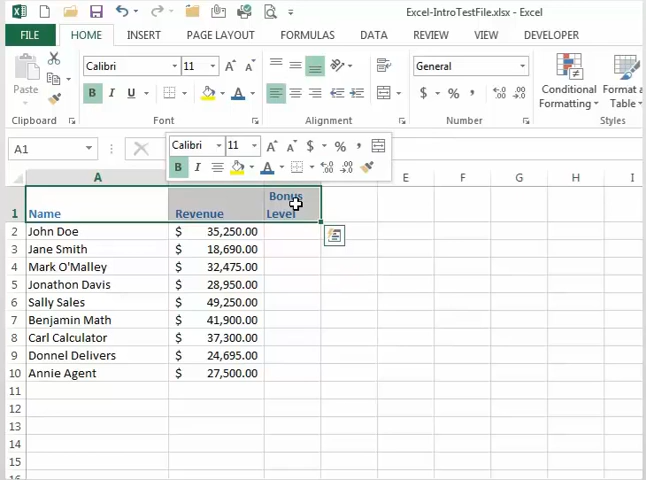 Excel-IntroTestFile.xlsx - Excel
FILE HOME INSERT PAGE LAYOUT FORMULAS DATA REVIEW VIEW DEVELOPER
Calibri 11 A A General
Paste B I U A $ % , Conditional Format a
Formatting Table
Clipboard Font Alignment Number Styles
A1 Calibri 11 A A $ % ,
B I A
A E F G H I
1 Name Revenue Bonus
Level
2 John Doe $ 35,250.00
3 Jane Smith $ 18,690.00
4 Mark O'Malley $ 32,475.00
5 Jonathon Davis $ 28,950.00
6 Sally Sales $ 49,250.00
7 Benjamin Math $ 41,900.00
8 Carl Calculator $ 37,300.00
9 Donnel Delivers $ 24,695.00
10 Annie Agent $ 27,500.00
11
12
13
14
15
16